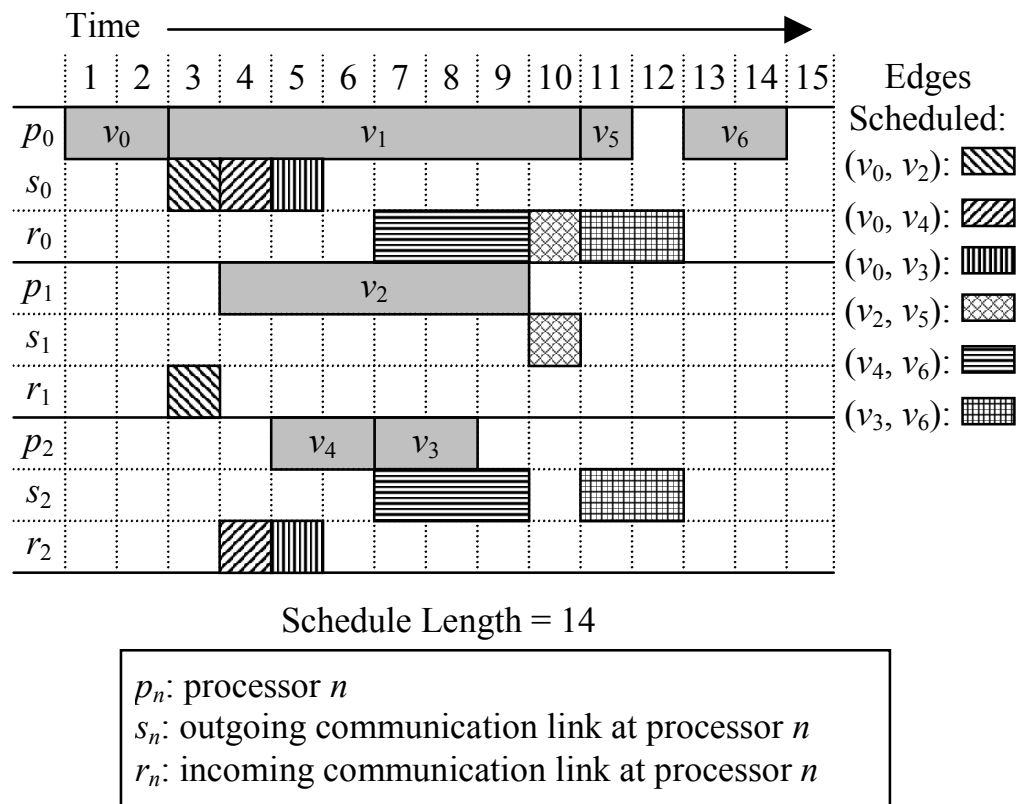 Time
1 2 3 4 5 6 7 8 9 10 11 12 13 14 15
Edges
Scheduled:
p0 v0 v1 v5 v6
(v0, v2):
s0
(v0, v4):
r0
(v0, v3):
p1 v2
(v2, v5):
s1
(v4, v6):
r1
(v3, v6):
p2 v4 v3
s2
r2
Schedule Length = 14
pn: processor n
sn: outgoing communication link at processor n
rn: incoming communication link at processor n